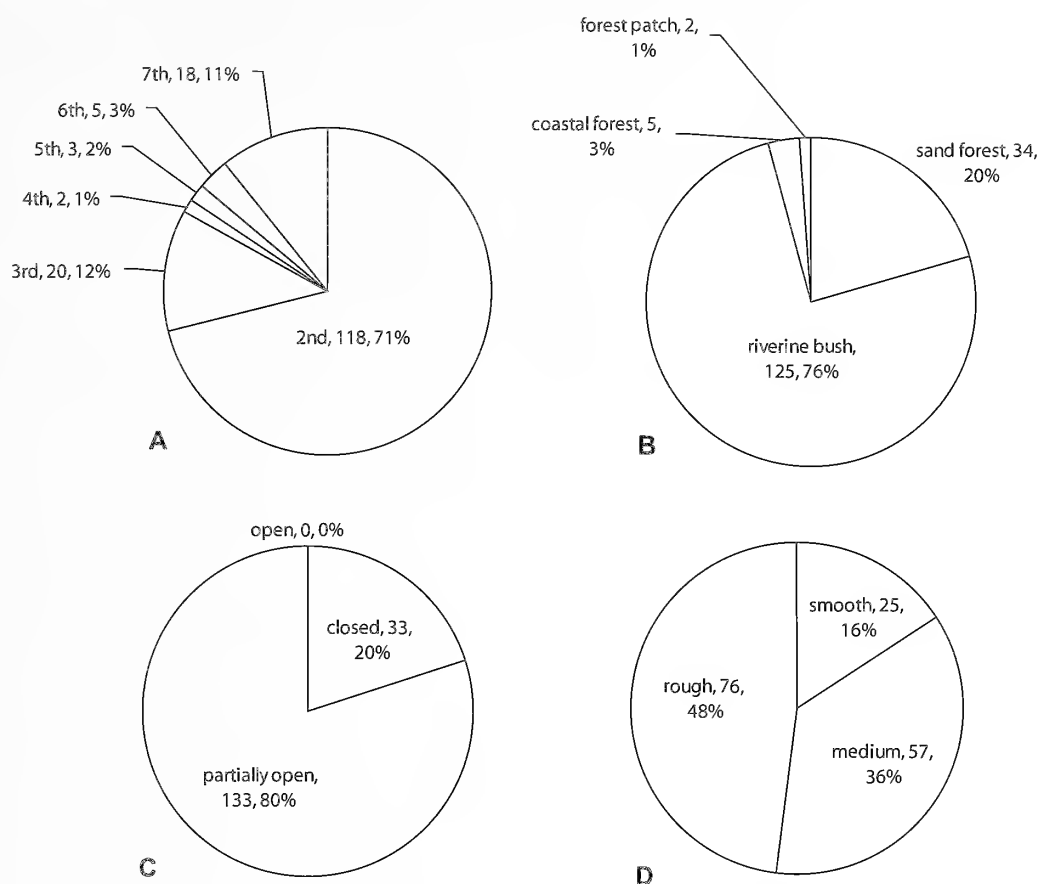 7th, 18, 11%
6th, 5, 3%
5th, 3, 2%
4th, 2, 1%
3rd, 20, 12%
2nd, 118, 71%
A
forest patch, 2,
1%
coastal forest, 5,
3%
sand forest, 34,
20%
riverine bush,
125, 76%
B
open, 0, 0%
closed, 33,
20%
partially open,
133, 80%
C
smooth, 25,
16%
rough, 76,
48%
medium, 57,
36%
D